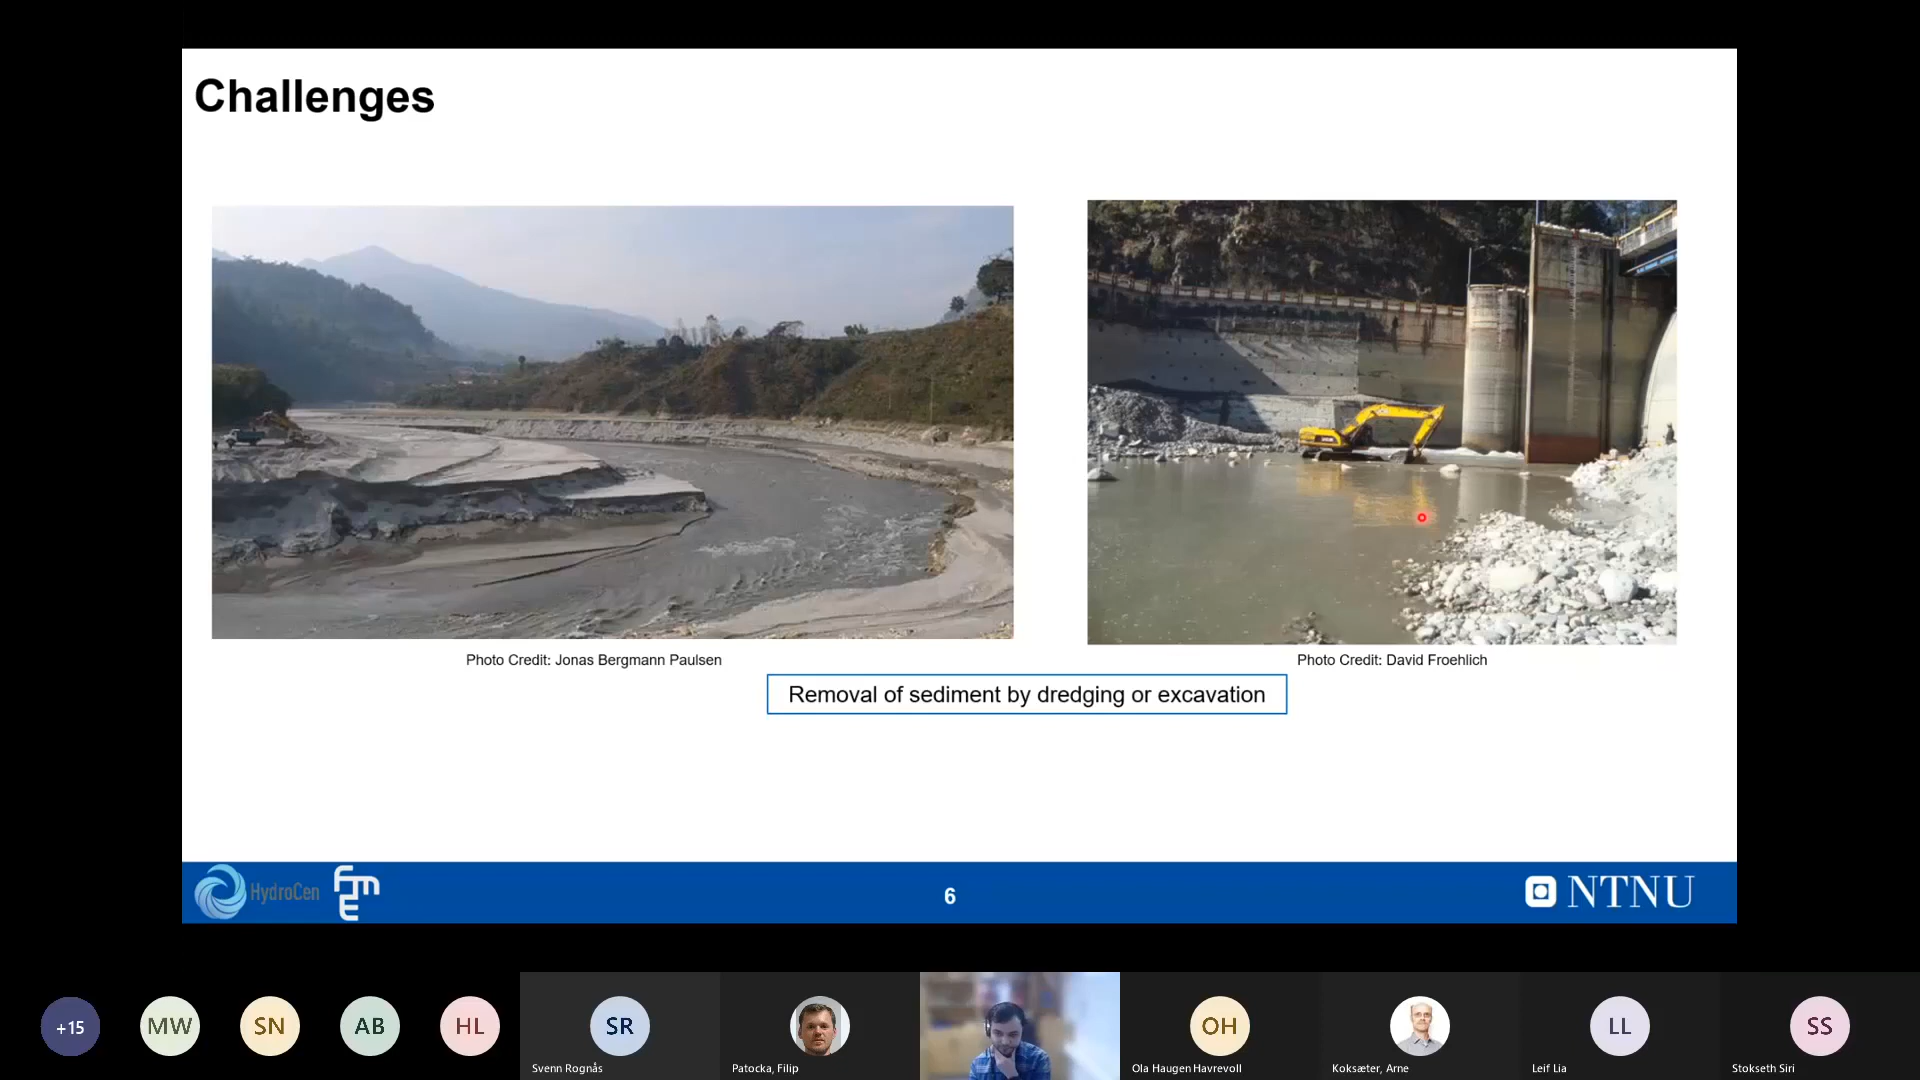 Challenges
Photo Credit: Jonas Bergmann Paulsen
Photo Credit: David Froehlich
Removal of sediment by dredging or excavation
HydroCen
FME
6
NTNU
+15
MW
SN
AB
HL
SR
OH
LL
SS
Svenn Rognås
Patocka, Filip
Ola Haugen Havrevoll
Koksæter, Arne
Leif Lia
Stokseth Siri